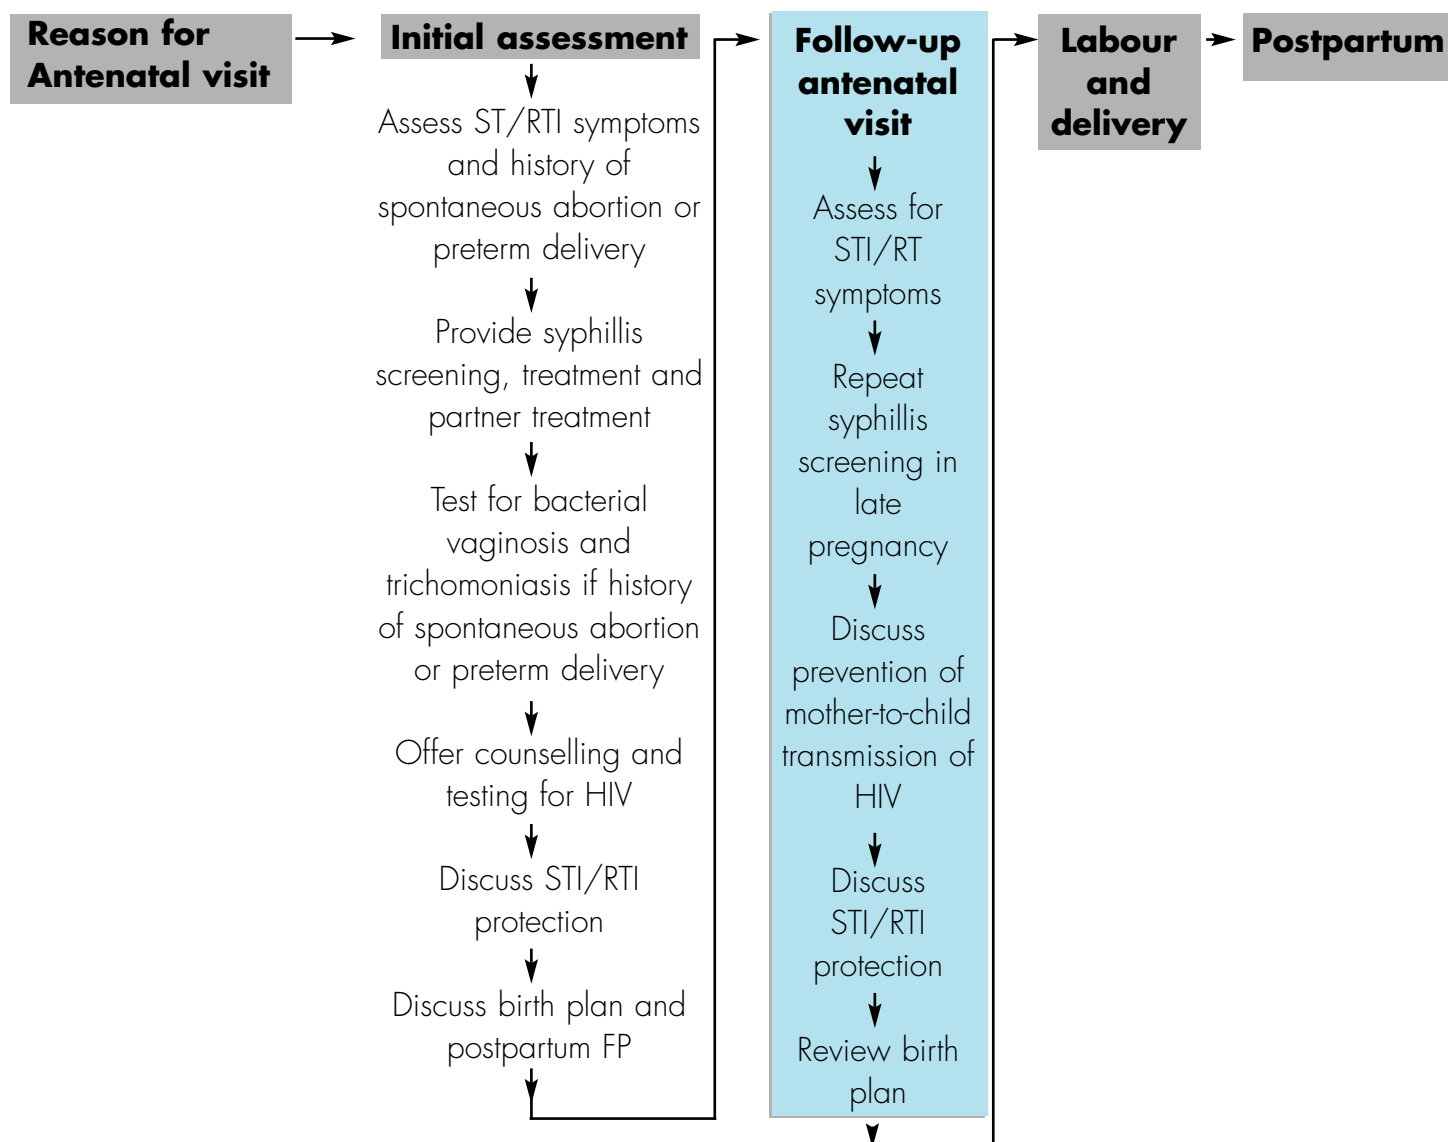 Reason for
Antenatal visit
Initial assessment
Assess ST/RTI symptoms
and history of
spontaneous abortion or
preterm delivery
Provide syphillis
screening, treatment and
partner treatment
Test for bacterial
vaginosis and
trichomoniasis if history
of spontaneous abortion
or preterm delivery
Offer counselling and
testing for HIV
Discuss STI/RTI
protection
Discuss birth plan and
postpartum FP
Follow-up
antenatal
visit
Assess for
STI/RT
symptoms
Repeat
syphillis
screening in
late
pregnancy
Discuss
prevention of
mother-to-child
transmission of
HIV
Discuss
STI/RTI
protection
Review birth
plan
Labour
and
delivery
Postpartum